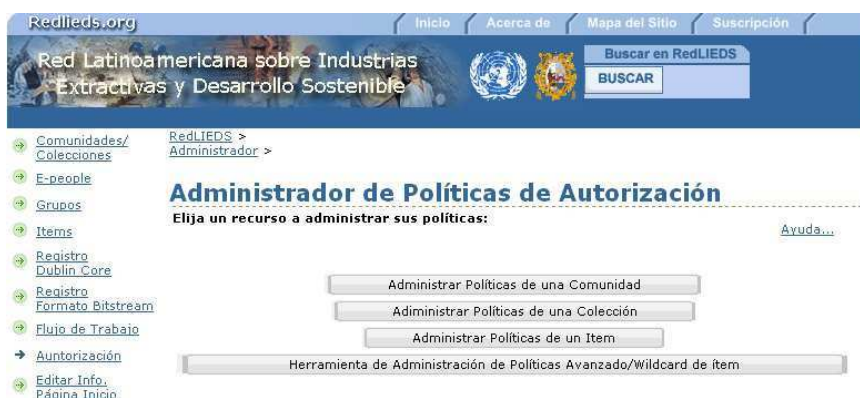 Redlieds.org
Inicio
Acerca de
Mapa del Sitio
Suscripción
Red Latinoamericana sobre Industrias
Extractivas y Desarrollo Sostenible
Buscar en RedLIEDS
BUSCAR
Comunidades/
Colecciones
E-people
Grupos
Items
Registro
Dublin Core
Registro
Formato Bitstream
Flujo de Trabajo
Auntorización
Editar Info.
Página Inicio
RedLIEDS >
Administrador >
Administrador de Políticas de Autorización
Elija un recurso a administrar sus políticas:
Ayuda...
Administrar Políticas de una Comunidad
Adiministrar Políticas de una Colección
Administrar Políticas de un Item
Herramienta de Administración de Políticas Avanzado/Wildcard de ítem